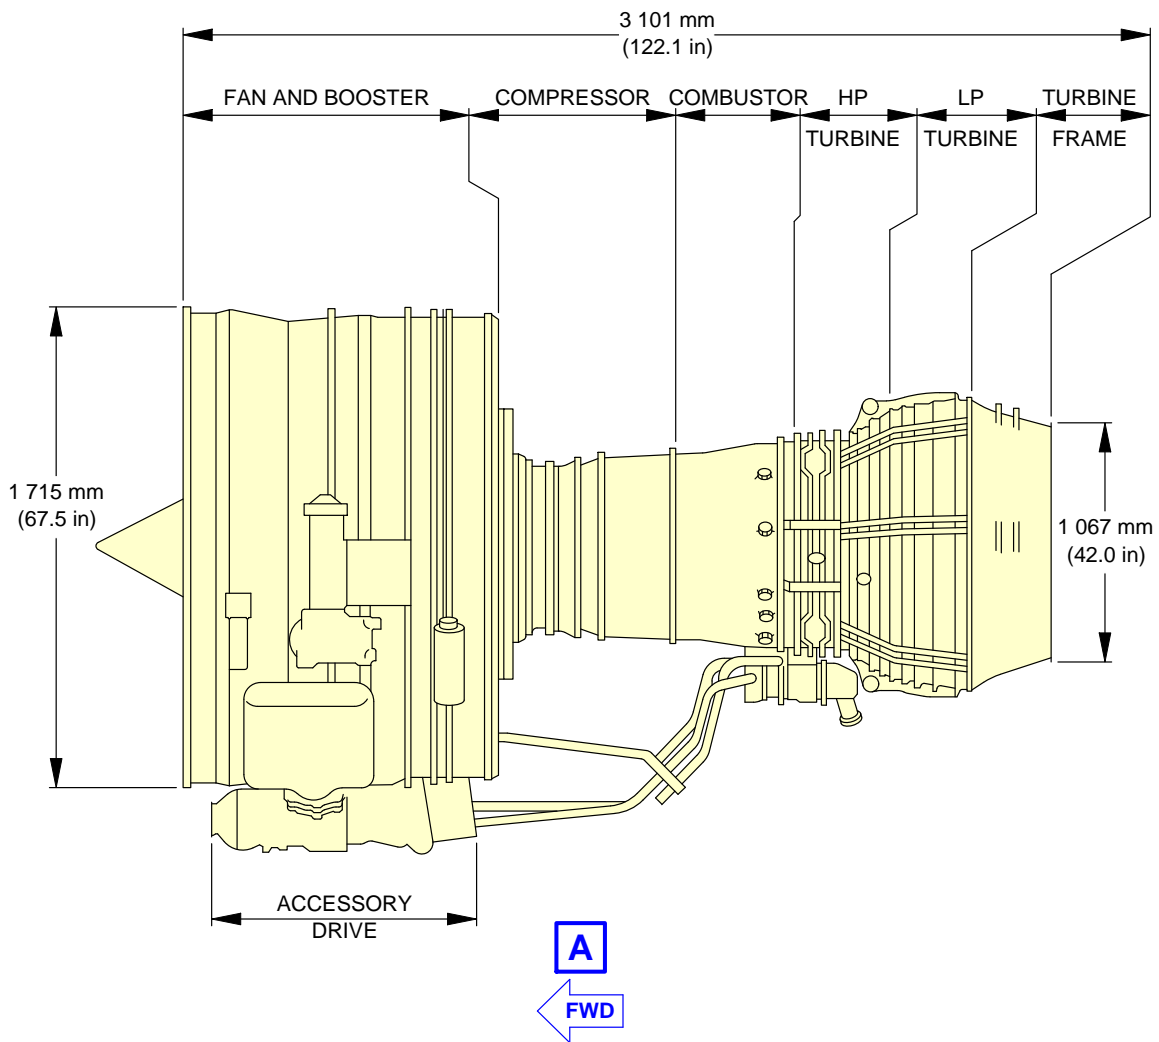 3 101 mm
(122.1 in)
FAN AND BOOSTER
COMPRESSOR
COMBUSTOR
HP
TURBINE
LP
TURBINE
TURBINE
FRAME
1 715 mm
(67.5 in)
1 067 mm
(42.0 in)
ACCESSORY
DRIVE
A
FWD